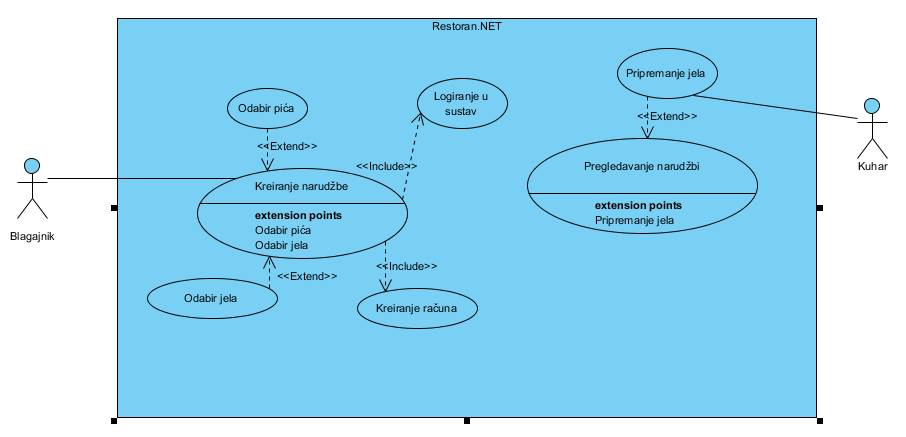 Restoran.NET
Pripremanje jela
Odabir pića
Logiranje u
sustav
<<Extend>>
<<Extend>>
<<Include>>
Kuhar
Pregledavanje narudžbi
Kreiranje narudžbe
extension points
Pripremanje jela
extension points
Odabir pića
Odabir jela
Blagajnik
<<Include>>
<<Extend>>
Odabir jela
Kreiranje računa